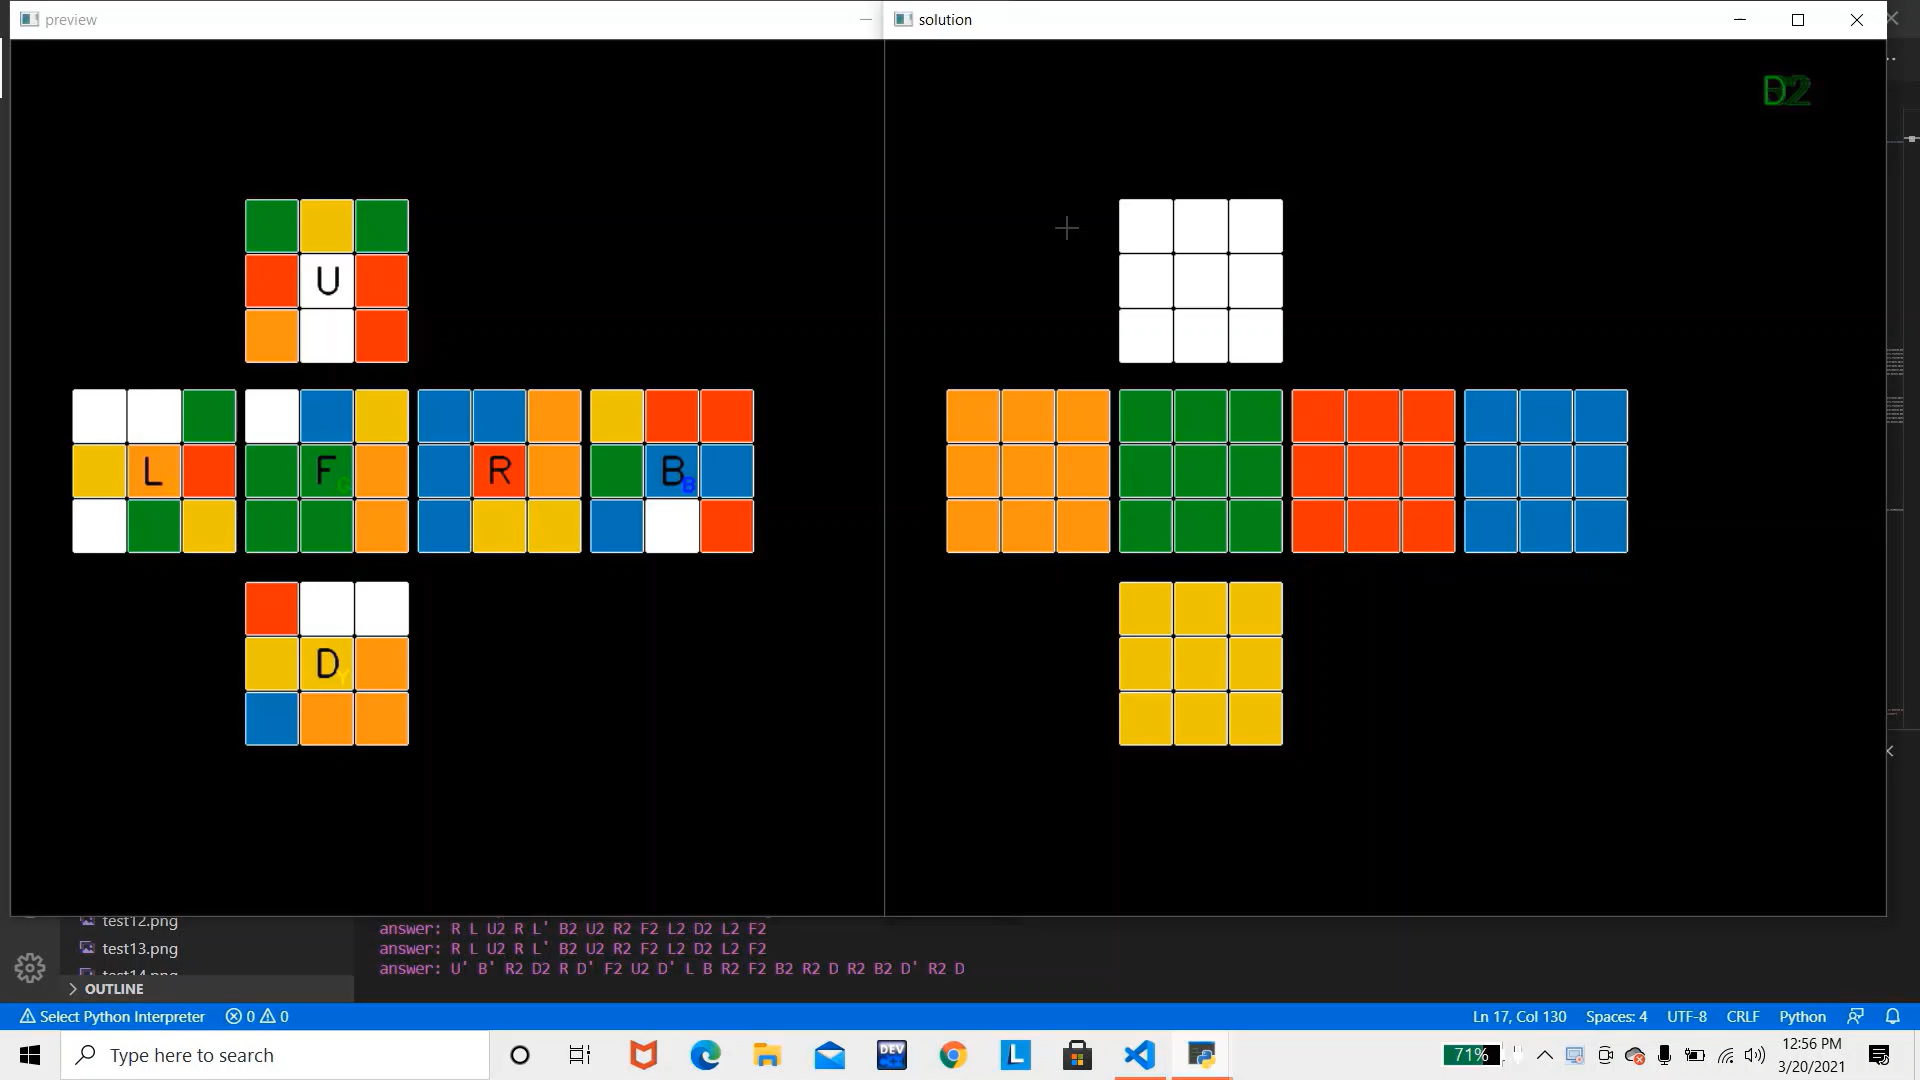 preview
solution
U
L
F
R
B
B
D
Y
test12.png
test13.png
OUTLINE
answer: R L U2 R L' B2 U2 R2 F2 L2 D2 L2 F2
answer: R L U2 R L' B2 U2 R2 F2 L2 D2 L2 F2
answer: U' B' R2 D2 R D' F2 U2 D' L B R2 F2 B2 R2 D R2 B2 D' R2 D
Select Python Interpreter 0 0
Ln 17, Col 130 Spaces: 4 UTF-8 CRLF Python
Type here to search
DEV
L
71%
12:56 PM
3/20/2021